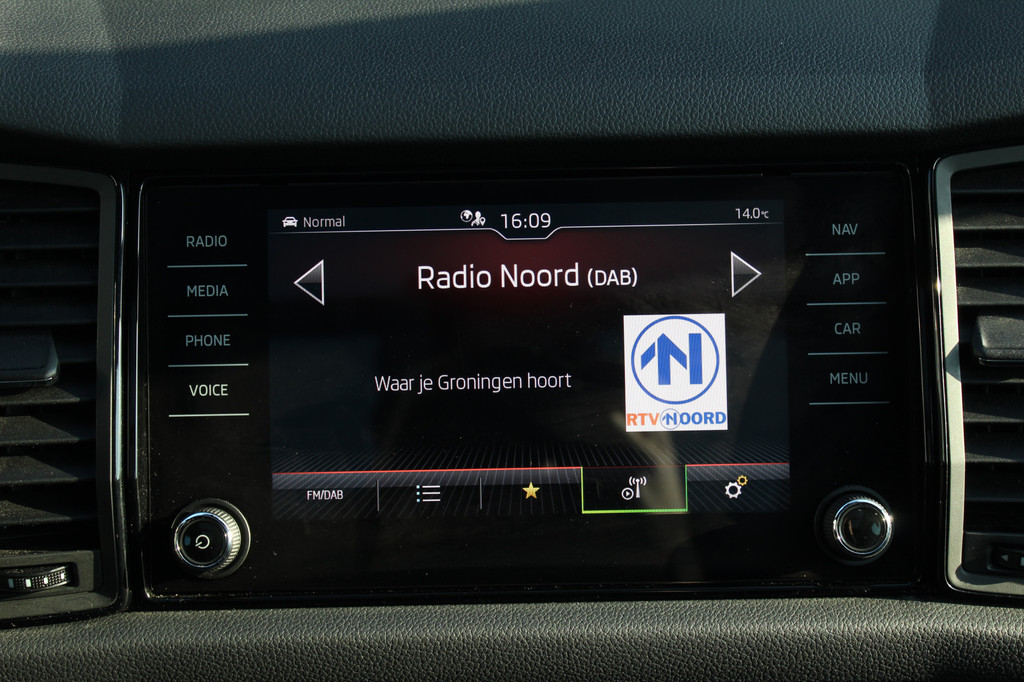 Normal
16:09
14.0°C
RADIO
MEDIA
PHONE
VOICE
Radio Noord (DAB)
Waar je Groningen hoort
RTV NOORD
FM/DAB
NAV
APP
CAR
MENU